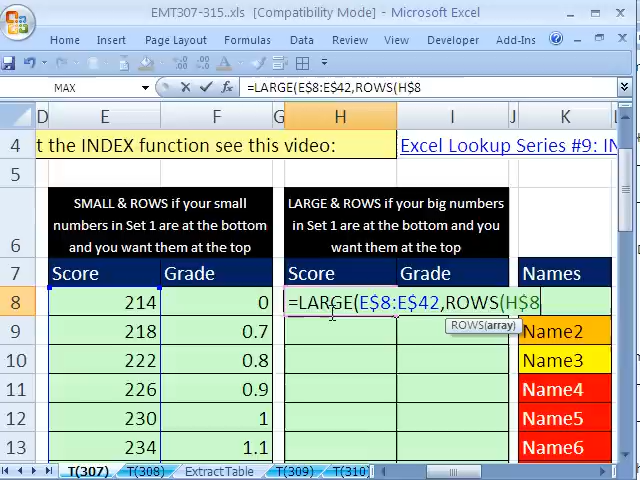 EMT307-315..xls [Compatibility Mode] - Microsoft Excel
Home Page Layout Formulas Data Review View Developer Add-Ins
MAX =LARGE(E$8:E$42,ROWS(H$8
D E F G H I J K L
4 t the INDEX function see this video: Excel Lookup Series #9: IN
5
SMALL & ROWS if your small LARGE & ROWS if your big numbers
numbers in Set 1 are at the bottom in Set 1 are at the bottom and you
6 and you want them at the top want them at the top
7 Score Grade Score Grade Names
8 214 0 =LARGE(E$8:E$42,ROWS(H$8
ROWS(array)
9 218 0.7 Name2
10 222 0.8 Name3
11 226 0.9 Name4
12 230 1 Name5
13 234 1.1 Name6
T(307) T(308) ExtractTable T(309) T(310)